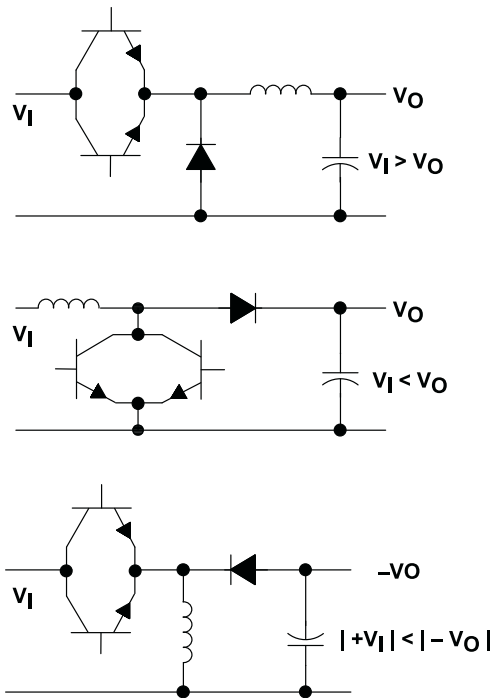 VI
VO
VI > VO
VI
VO
VI < VO
VI
–VO
| +VI | < | – VO |